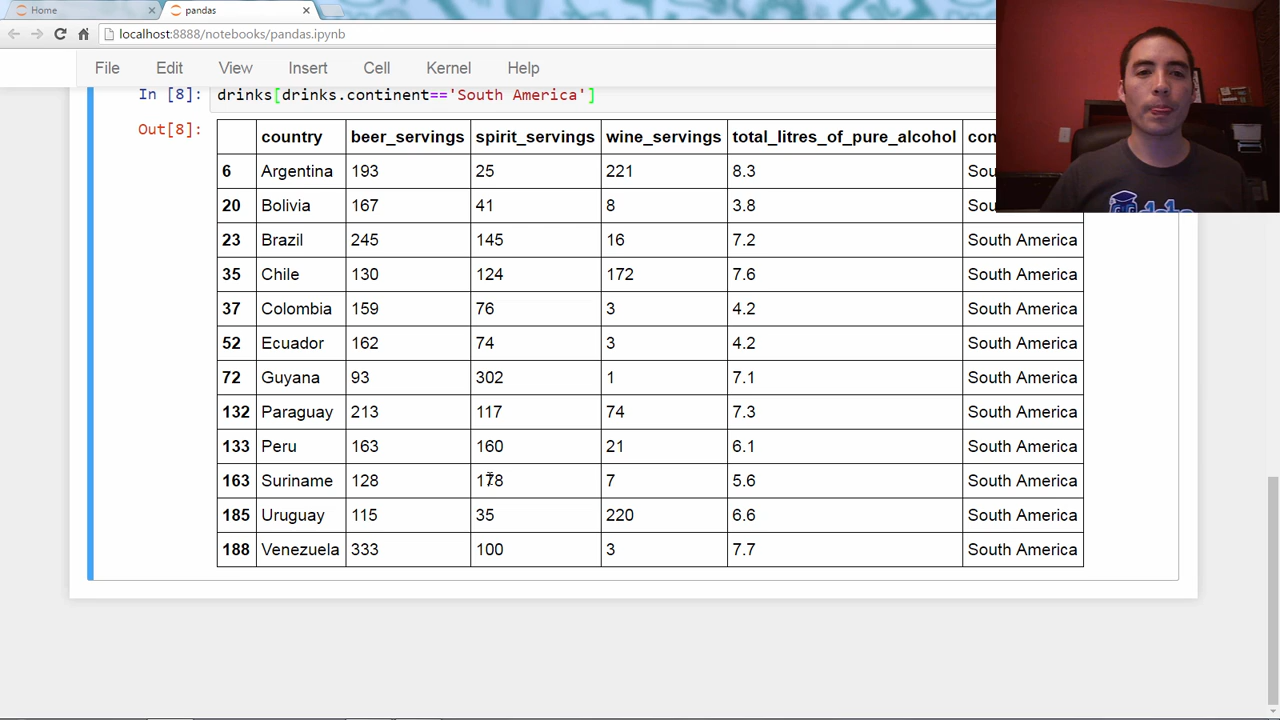 Home
pandas
localhost:8888/notebooks/pandas.ipynb
File Edit View Insert Cell Kernel Help
In [8]: drinks[drinks.continent=='South America']
Out[8]:
country beer_servings spirit_servings wine_servings total_litres_of_pure_alcohol con
6 Argentina 193 25 221 8.3 Sou
20 Bolivia 167 41 8 3.8 Sou
23 Brazil 245 145 16 7.2 South America
35 Chile 130 124 172 7.6 South America
37 Colombia 159 76 3 4.2 South America
52 Ecuador 162 74 3 4.2 South America
72 Guyana 93 302 1 7.1 South America
132 Paraguay 213 117 74 7.3 South America
133 Peru 163 160 21 6.1 South America
163 Suriname 128 178 7 5.6 South America
185 Uruguay 115 35 220 6.6 South America
188 Venezuela 333 100 3 7.7 South America